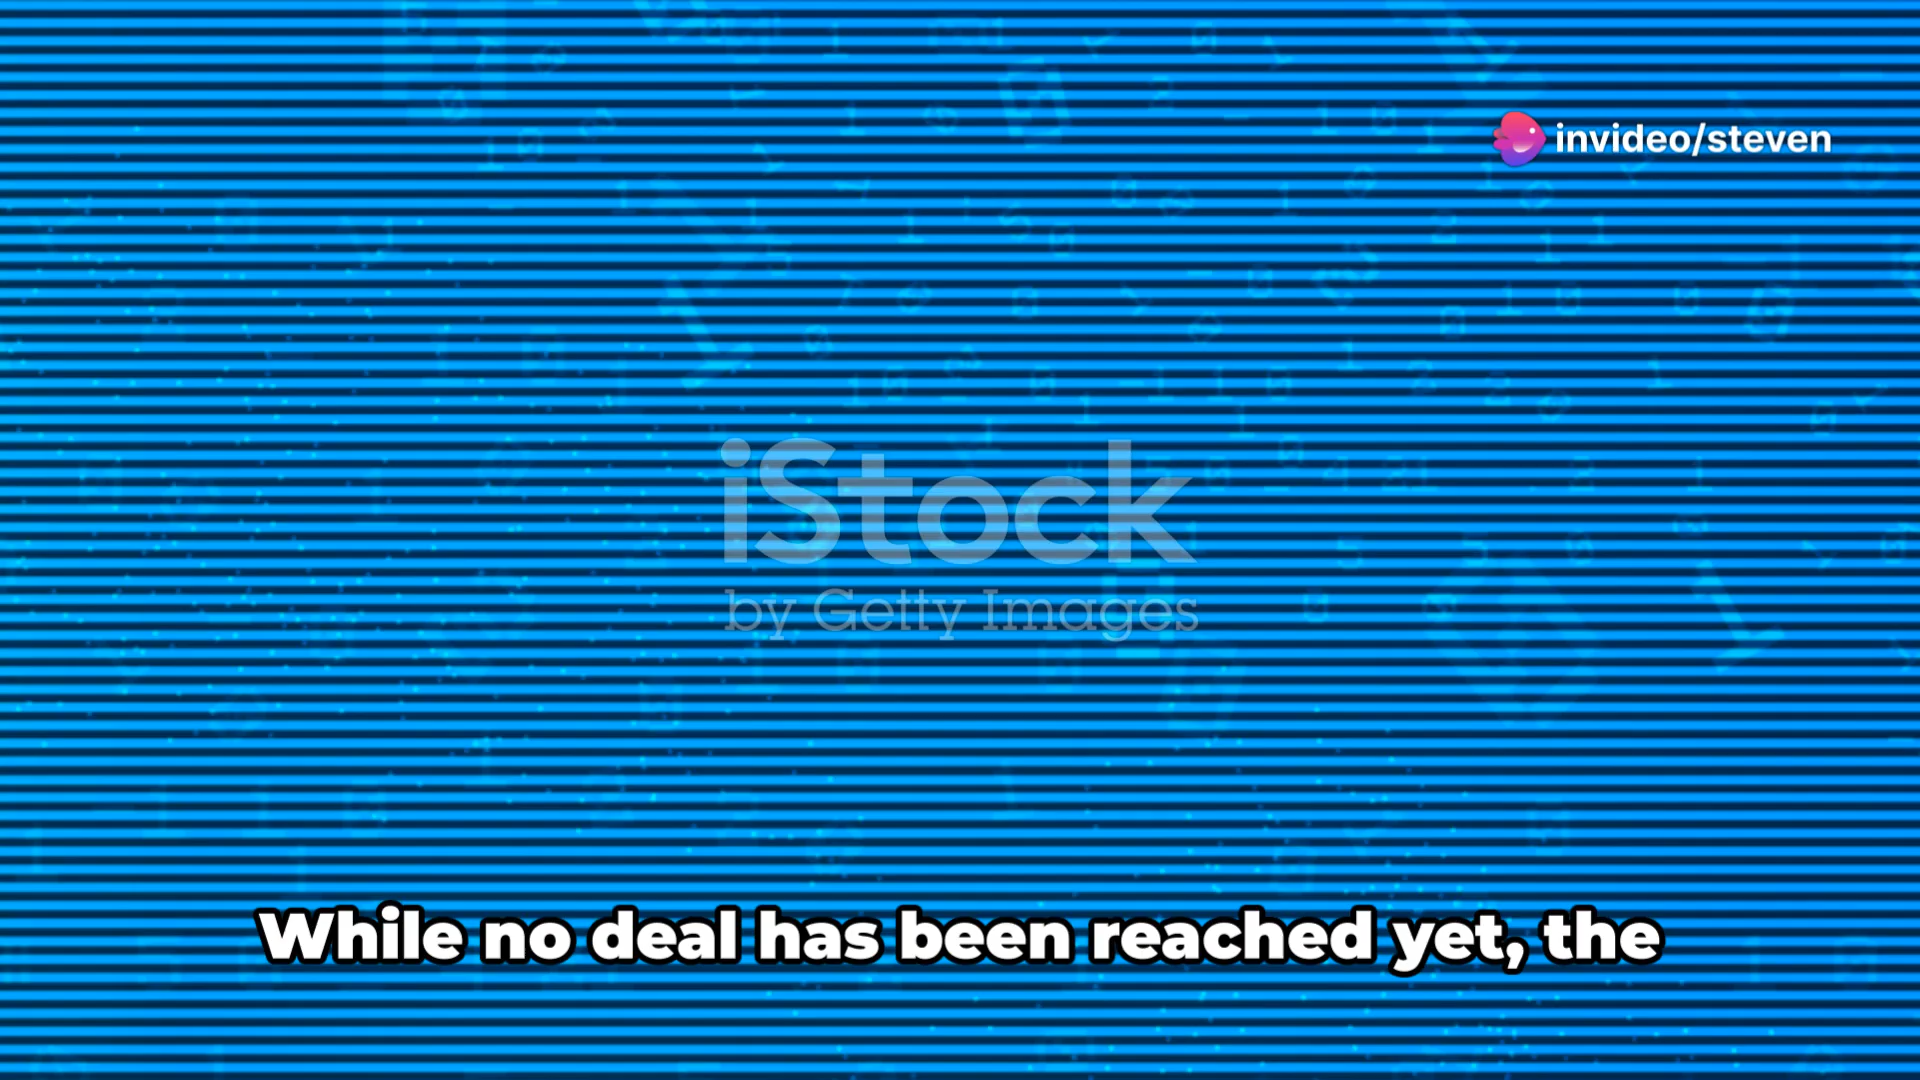 invideo/steven
iStock
by Getty Images
While no deal has been reached yet, the